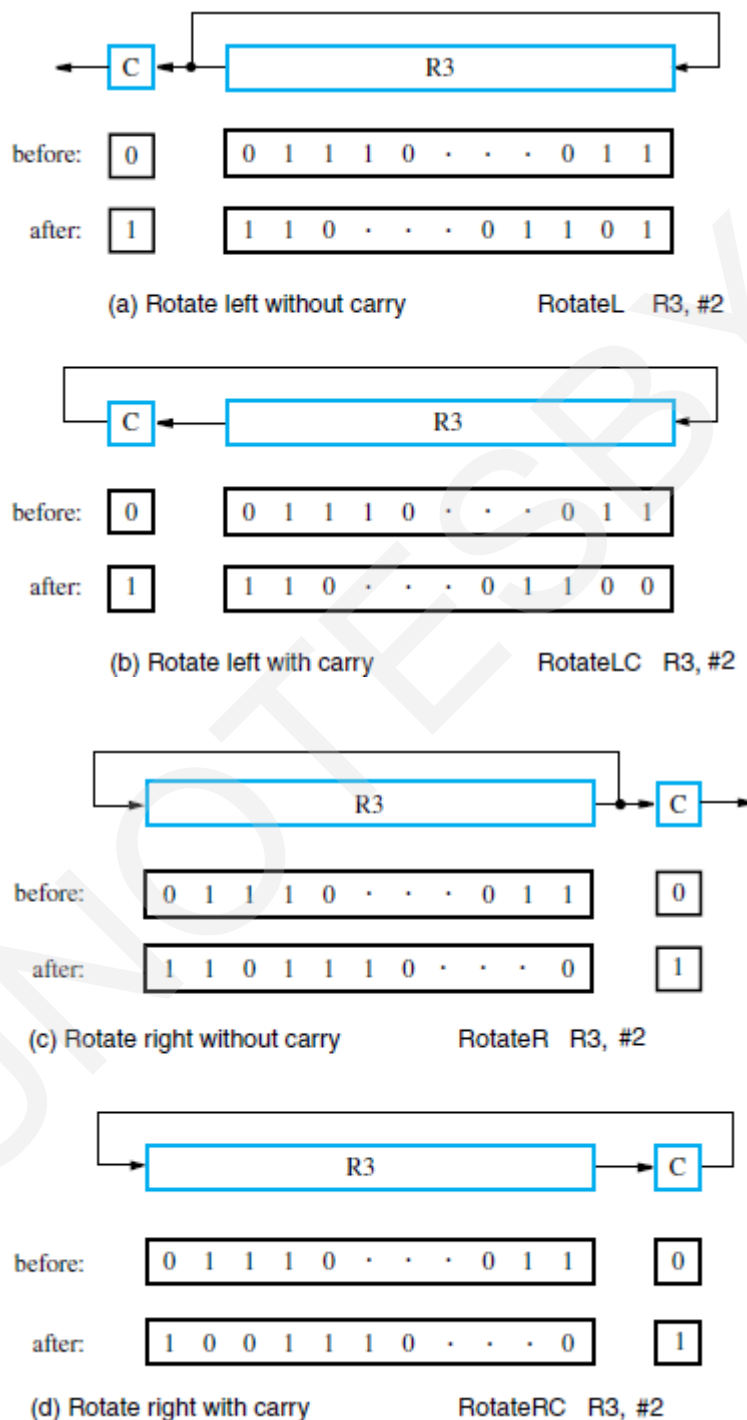 C R3
before: 0 0 1 1 1 0 · · · 0 1 1
after: 1 1 1 0 · · · 0 1 1 0 1
(a) Rotate left without carry RotateL R3, #2
C R3
before: 0 0 1 1 1 0 · · · 0 1 1
after: 1 1 1 0 · · · 0 1 1 0 0
(b) Rotate left with carry RotateLC R3, #2
R3 C
before: 0 1 1 1 0 · · · 0 1 1 0
after: 1 1 0 1 1 1 0 · · · 0 1
(c) Rotate right without carry RotateR R3, #2
R3 C
before: 0 1 1 1 0 · · · 0 1 1 0
after: 1 0 0 1 1 1 0 · · · 0 1
(d) Rotate right with carry RotateRC R3, #2